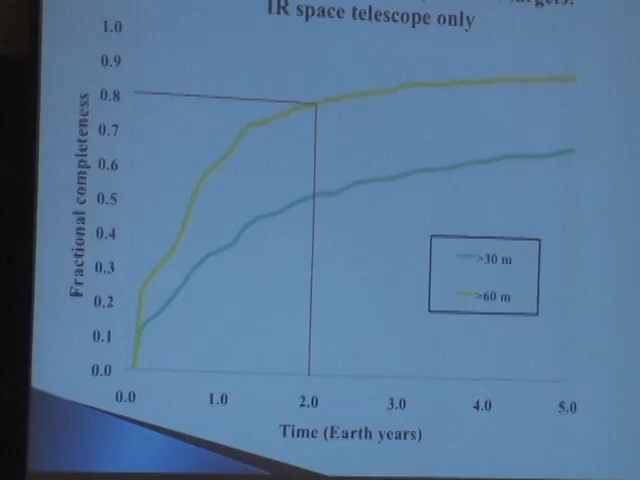 IR space telescope only
1.0
0.9
0.8
0.7
0.6
0.5
0.4
0.3
0.2
0.1
0.0
Fractional completeness
>30 m
>60 m
0.0 1.0 2.0 3.0 4.0 5.0
Time (Earth years)